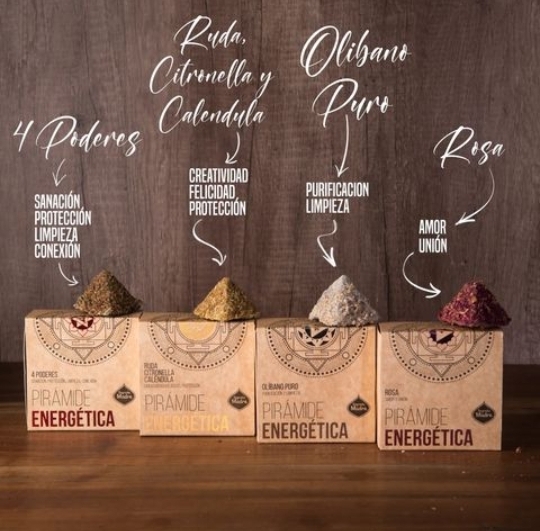 4 Poderes
SANACIÓN
PROTECCIÓN
LIMPIEZA
CONEXIÓN
Ruda,
Citronella y
Calendula
CREATIVIDAD
FELICIDAD
PROTECCIÓN
Olibano
Puro
PURIFICACION
LIMPIEZA
Rosa
AMOR
UNIÓN
4 PODERES
PIRÁMIDE
ENERGÉTICA
RUDA
CITRONELLA
CALENDULA
PIRÁMIDE
ENERGÉTICA
OLÍBANO PURO
PIRÁMIDE
ENERGÉTICA
ROSA
PIRÁMIDE
ENERGÉTICA